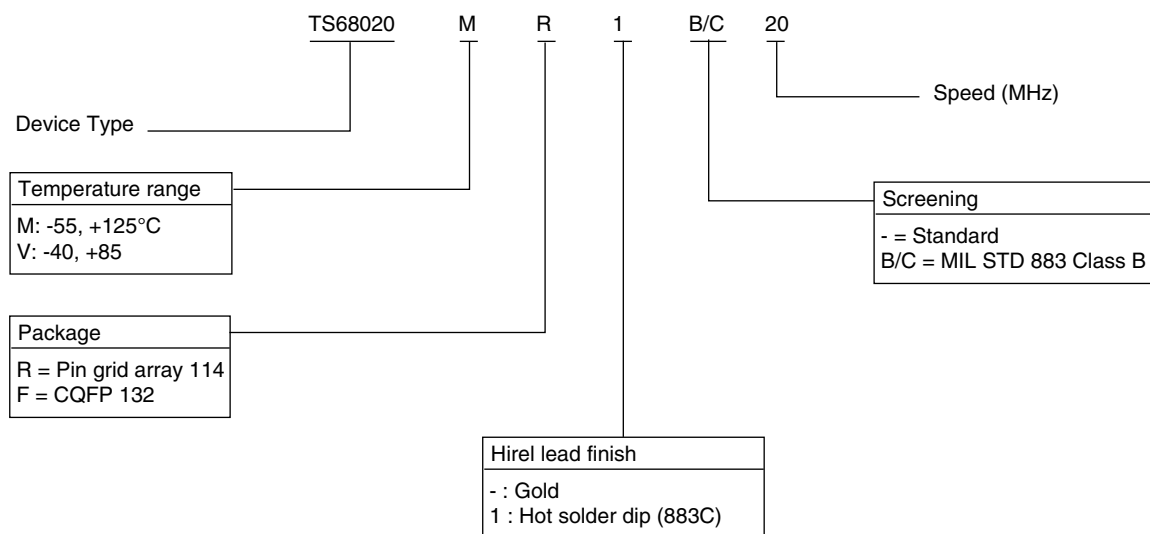 TS68020 M R 1 B/C 20
Speed (MHz)
Device Type
Temperature range
M: -55, +125°C
V: -40, +85
Screening
- = Standard
B/C = MIL STD 883 Class B
Package
R = Pin grid array 114
F = CQFP 132
Hirel lead finish
- : Gold
1 : Hot solder dip (883C)